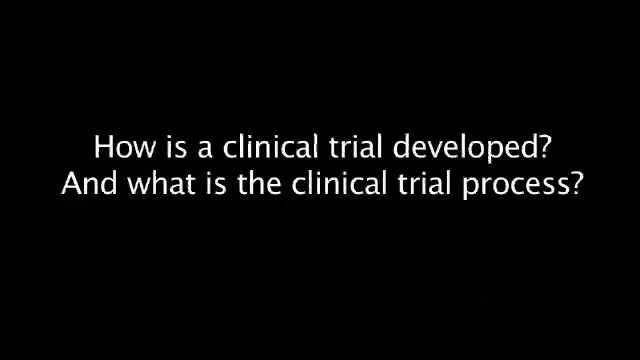 How is a clinical trial developed?
And what is the clinical trial process?